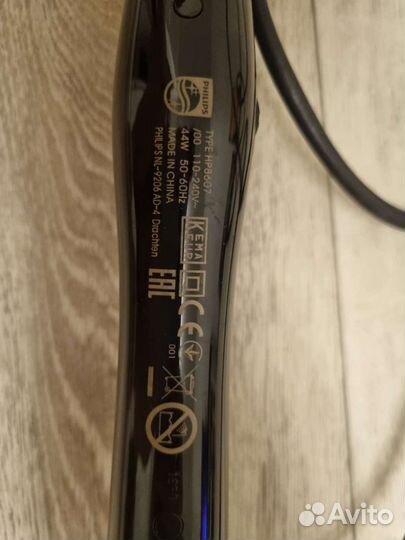 PHILIPS
TYPE HP8607
/00 110-240V~
44W 50-60Hz
MADE IN CHINA
PHILIPS NL-9206 AD-4 Drachten
KEMA
KEUR
EAC
CE
001
Avito